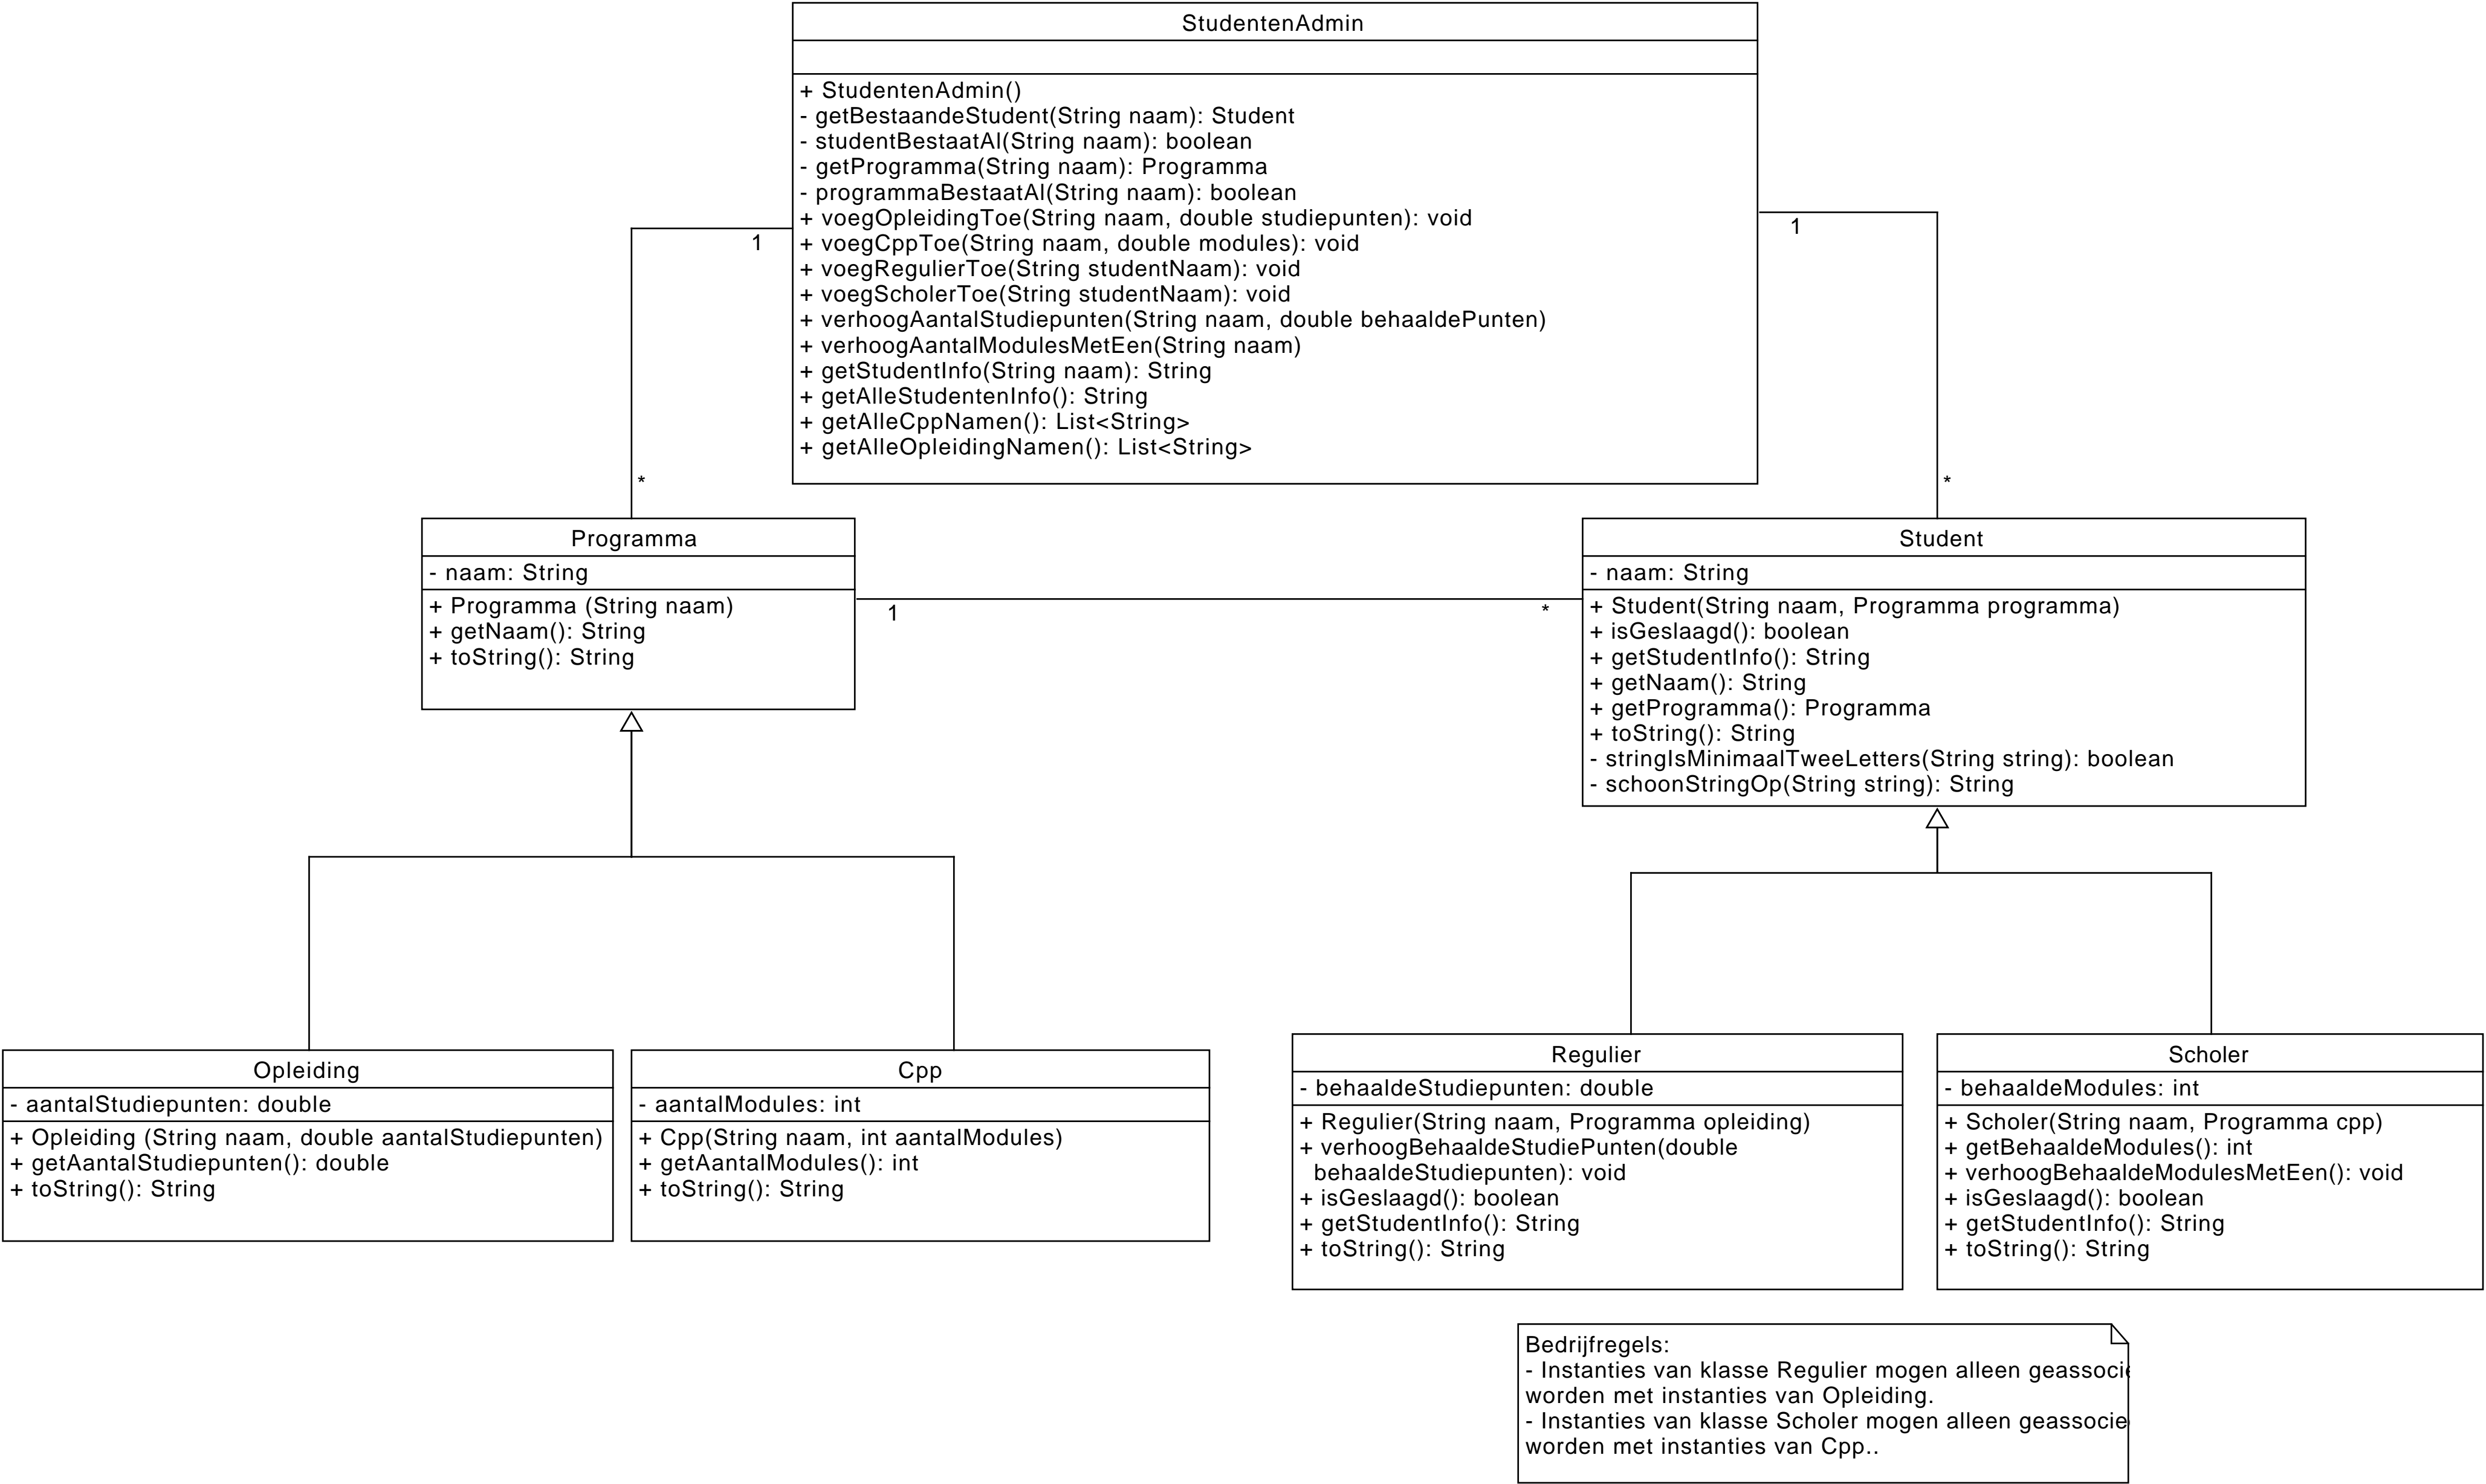 StudentenAdmin
+ StudentenAdmin()
- getBestaandeStudent(String naam): Student
- studentBestaatAl(String naam): boolean
- getProgramma(String naam): Programma
- programmaBestaatAl(String naam): boolean
+ voegOpleidingToe(String naam, double studiepunten): void
+ voegCppToe(String naam, double modules): void
+ voegRegulierToe(String studentNaam): void
+ voegScholerToe(String studentNaam): void
+ verhoogAantalStudiepunten(String naam, double behaaldePunten)
+ verhoogAantalModulesMetEen(String naam)
+ getStudentInfo(String naam): String
+ getAlleStudentenInfo(): String
+ getAlleCppNamen(): List<String>
+ getAlleOpleidingNamen(): List<String>
1
1
*
*
Programma
- naam: String
+ Programma (String naam)
+ getNaam(): String
+ toString(): String
1
*
Student
- naam: String
+ Student(String naam, Programma programma)
+ isGeslaagd(): boolean
+ getStudentInfo(): String
+ getNaam(): String
+ getProgramma(): Programma
+ toString(): String
- stringIsMinimaalTweeLetters(String string): boolean
- schoonStringOp(String string): String
Opleiding
- aantalStudiepunten: double
+ Opleiding (String naam, double aantalStudiepunten)
+ getAantalStudiepunten(): double
+ toString(): String
Cpp
- aantalModules: int
+ Cpp(String naam, int aantalModules)
+ getAantalModules(): int
+ toString(): String
Regulier
- behaaldeStudiepunten: double
+ Regulier(String naam, Programma opleiding)
+ verhoogBehaaldeStudiePunten(double
behaaldeStudiepunten): void
+ isGeslaagd(): boolean
+ getStudentInfo(): String
+ toString(): String
Scholer
- behaaldeModules: int
+ Scholer(String naam, Programma cpp)
+ getBehaaldeModules(): int
+ verhoogBehaaldeModulesMetEen(): void
+ isGeslaagd(): boolean
+ getStudentInfo(): String
+ toString(): String
Bedrijfregels:
- Instanties van klasse Regulier mogen alleen geassocie
worden met instanties van Opleiding.
- Instanties van klasse Scholer mogen alleen geassocie
worden met instanties van Cpp..